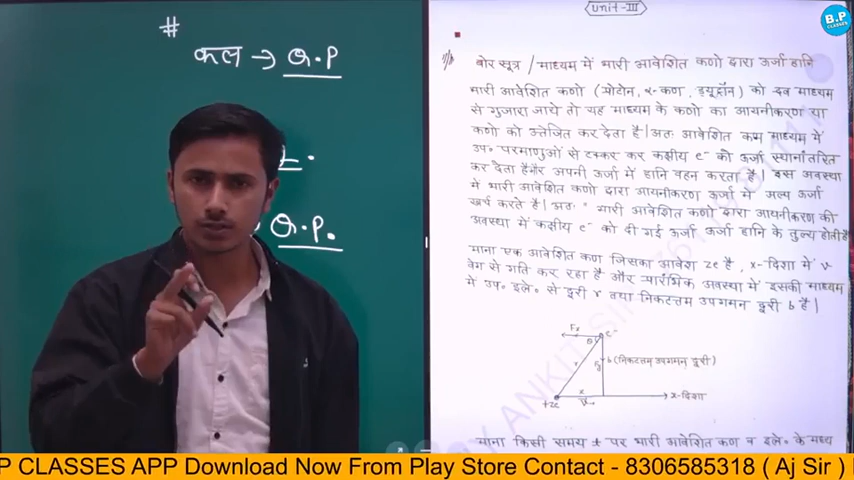 #
कल → Q.P
Q.P.
Unit-III
B.P
CLASSES
बोर सूत्र / माध्यम में भारी आवेशित कणो द्वारा ऊर्जा हानि
भारी आवेशित कणो (प्रोटोन, α-कण, ड्यूट्रॉन) को द्रव माध्यम
से गुजारा जाये तो यह माध्यम के कणो का आयनीकरण या
कणो को उत्तेजित कर देता है। अतः आवेशित कण माध्यम में
उप० परमाणुओं से टक्कर कर कक्षीय e⁻ को ऊर्जा स्थानांतरित
कर देता है और अपनी ऊर्जा में हानि वहन करता है। इस अवस्था
में भारी आवेशित कणो द्वारा आयनीकरण ऊर्जा में अल्प ऊर्जा
खर्च करते है। अतः भारी आवेशित कणो द्वारा आयनीकरण की
अवस्था में कक्षीय e⁻ को दी गई ऊर्जा ऊर्जा हानि के तुल्य होती है
माना एक आवेशित कण जिसका आवेश ze है, x-दिशा में v
वेग से गति कर रहा है और प्रारंभिक अवस्था में इसकी माध्यम
में उप० इले० से दूरी r तथा निकटतम उपगमन दूरी b है।
Fx
e⁻
θ
r
Fy
b (निकटतम उपगमन दूरी)
x
+ze
x-दिशा
माना किसी समय t पर भारी आवेशित कण व इले० के मध्य
P CLASSES APP Download Now From Play Store Contact - 8306585318 ( Aj Sir )